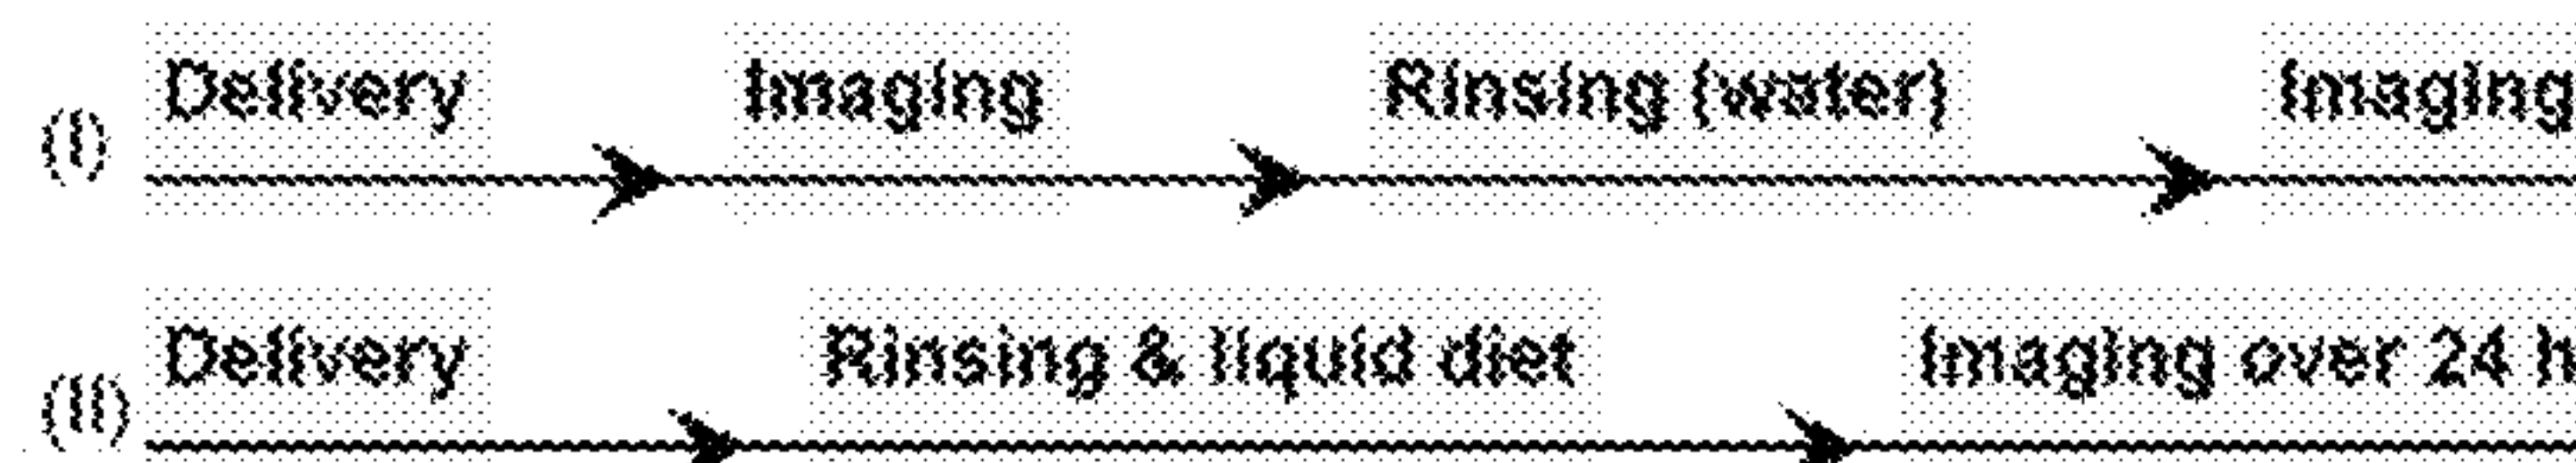 Delivery Imaging Rinsing (water) Imaging
(I)
Delivery Rinsing & liquid diet Imaging over 24 h
(II)